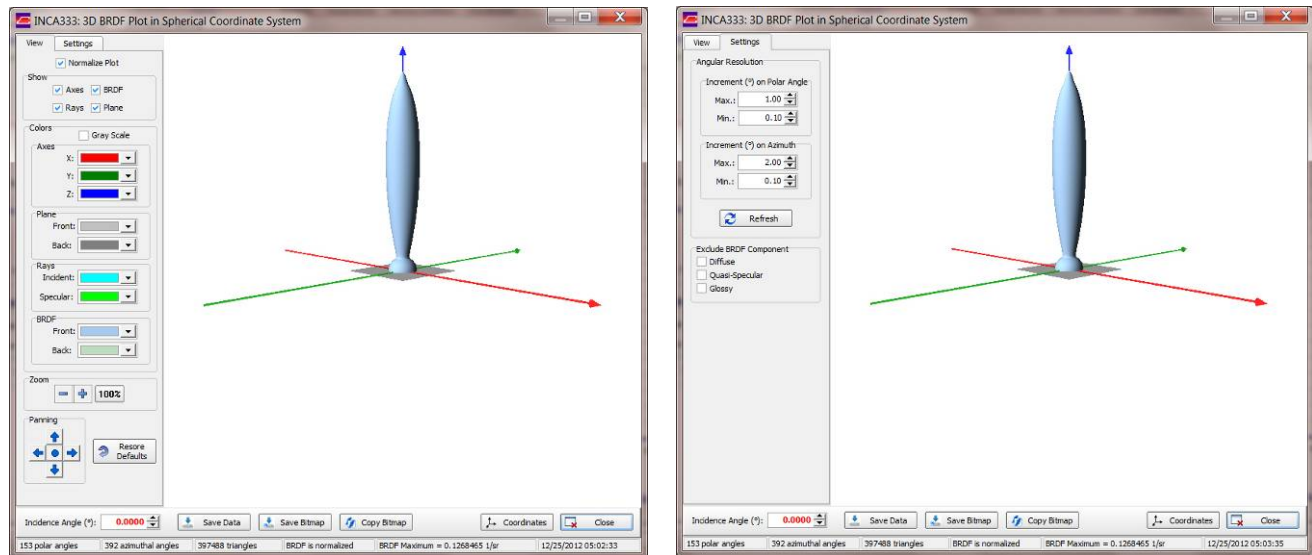 INCA333: 3D BRDF Plot in Spherical Coordinate System
View Settings
Normalize Plot
Show
Axes BRDF
Rays Plane
Colors
Gray Scale
Axes
X:
Y:
Z:
Plane
Front:
Back:
Rays
Incident:
Specular:
BRDF
Front:
Back:
Zoom
100%
Panning
Resore
Defaults
Incidence Angle (°): 0.0000 Save Data Save Bitmap Copy Bitmap Coordinates Close
153 polar angles 392 azimuthal angles 397488 triangles BRDF is normalized BRDF Maximum = 0.1268465 1/sr 12/25/2012 05:02:33
INCA333: 3D BRDF Plot in Spherical Coordinate System
View Settings
Angular Resolution
Increment (°) on Polar Angle
Max.: 1.00
Min.: 0.10
Increment (°) on Azimuth
Max.: 2.00
Min.: 0.10
Refresh
Exclude BRDF Component
Diffuse
Quasi-Specular
Glossy
Incidence Angle (°): 0.0000 Save Data Save Bitmap Copy Bitmap Coordinates Close
153 polar angles 392 azimuthal angles 397488 triangles BRDF is normalized BRDF Maximum = 0.1268465 1/sr 12/25/2012 05:03:35